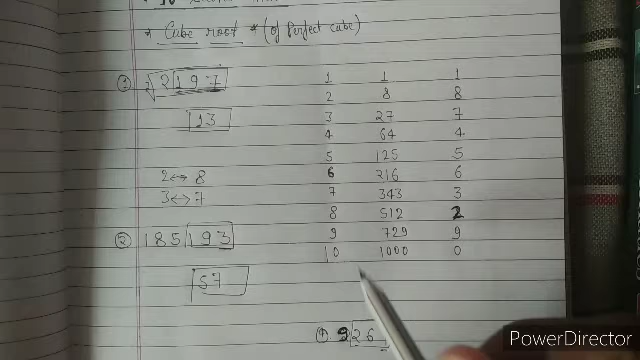 * Cube root * (of Perfect cube)
① ∛2197
13
2↔8
3↔7
② 185193
57
1 1 1
2 8 8
3 27 7
4 64 4
5 125 5
6 216 6
7 343 3
8 512 2
9 729 9
10 1000 0
926
PowerDirector